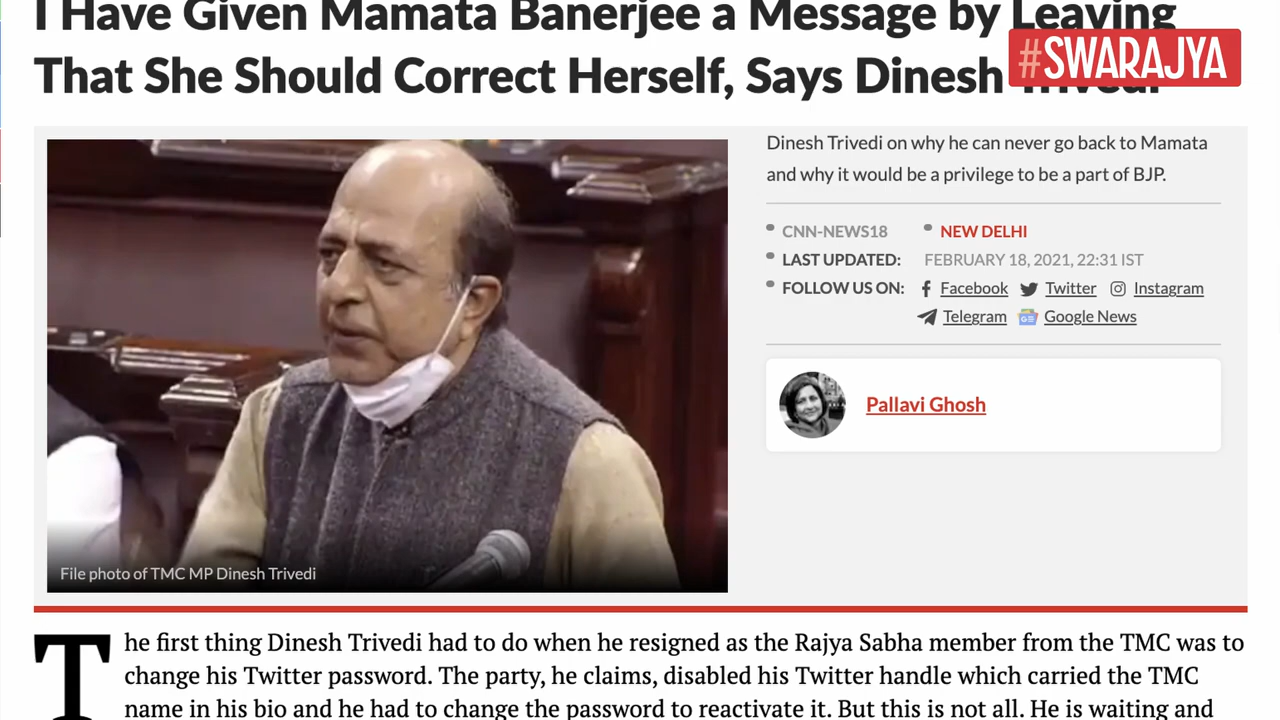 I Have Given Mamata Banerjee a Message by Leaving
#SWARAJYA
That She Should Correct Herself, Says Dinesh Trivedi
Dinesh Trivedi on why he can never go back to Mamata
and why it would be a privilege to be a part of BJP.
CNN-NEWS18 NEW DELHI
LAST UPDATED: FEBRUARY 18, 2021, 22:31 IST
FOLLOW US ON: Facebook Twitter Instagram
Telegram Google News
Pallavi Ghosh
File photo of TMC MP Dinesh Trivedi
The first thing Dinesh Trivedi had to do when he resigned as the Rajya Sabha member from the TMC was to
change his Twitter password. The party, he claims, disabled his Twitter handle which carried the TMC
name in his bio and he had to change the password to reactivate it. But this is not all. He is waiting and